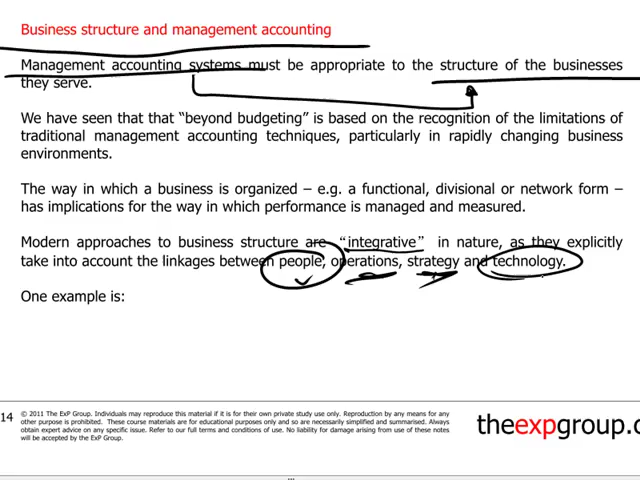 Business structure and management accounting
Management accounting systems must be appropriate to the structure of the businesses
they serve.
We have seen that that “beyond budgeting” is based on the recognition of the limitations of
traditional management accounting techniques, particularly in rapidly changing business
environments.
The way in which a business is organized – e.g. a functional, divisional or network form –
has implications for the way in which performance is managed and measured.
Modern approaches to business structure are “integrative” in nature, as they explicitly
take into account the linkages between people, operations, strategy and technology.
One example is:
14
© 2011 The ExP Group. Individuals may reproduce this material if it is for their own private study use only. Reproduction by any means for any
other purpose is prohibited. These course materials are for educational purposes only and so are necessarily simplified and summarised. Always
obtain expert advice on any specific issue. Refer to our full terms and conditions of use. No liability for damage arising from use of these notes
will be accepted by the ExP Group.
theexpgroup.c